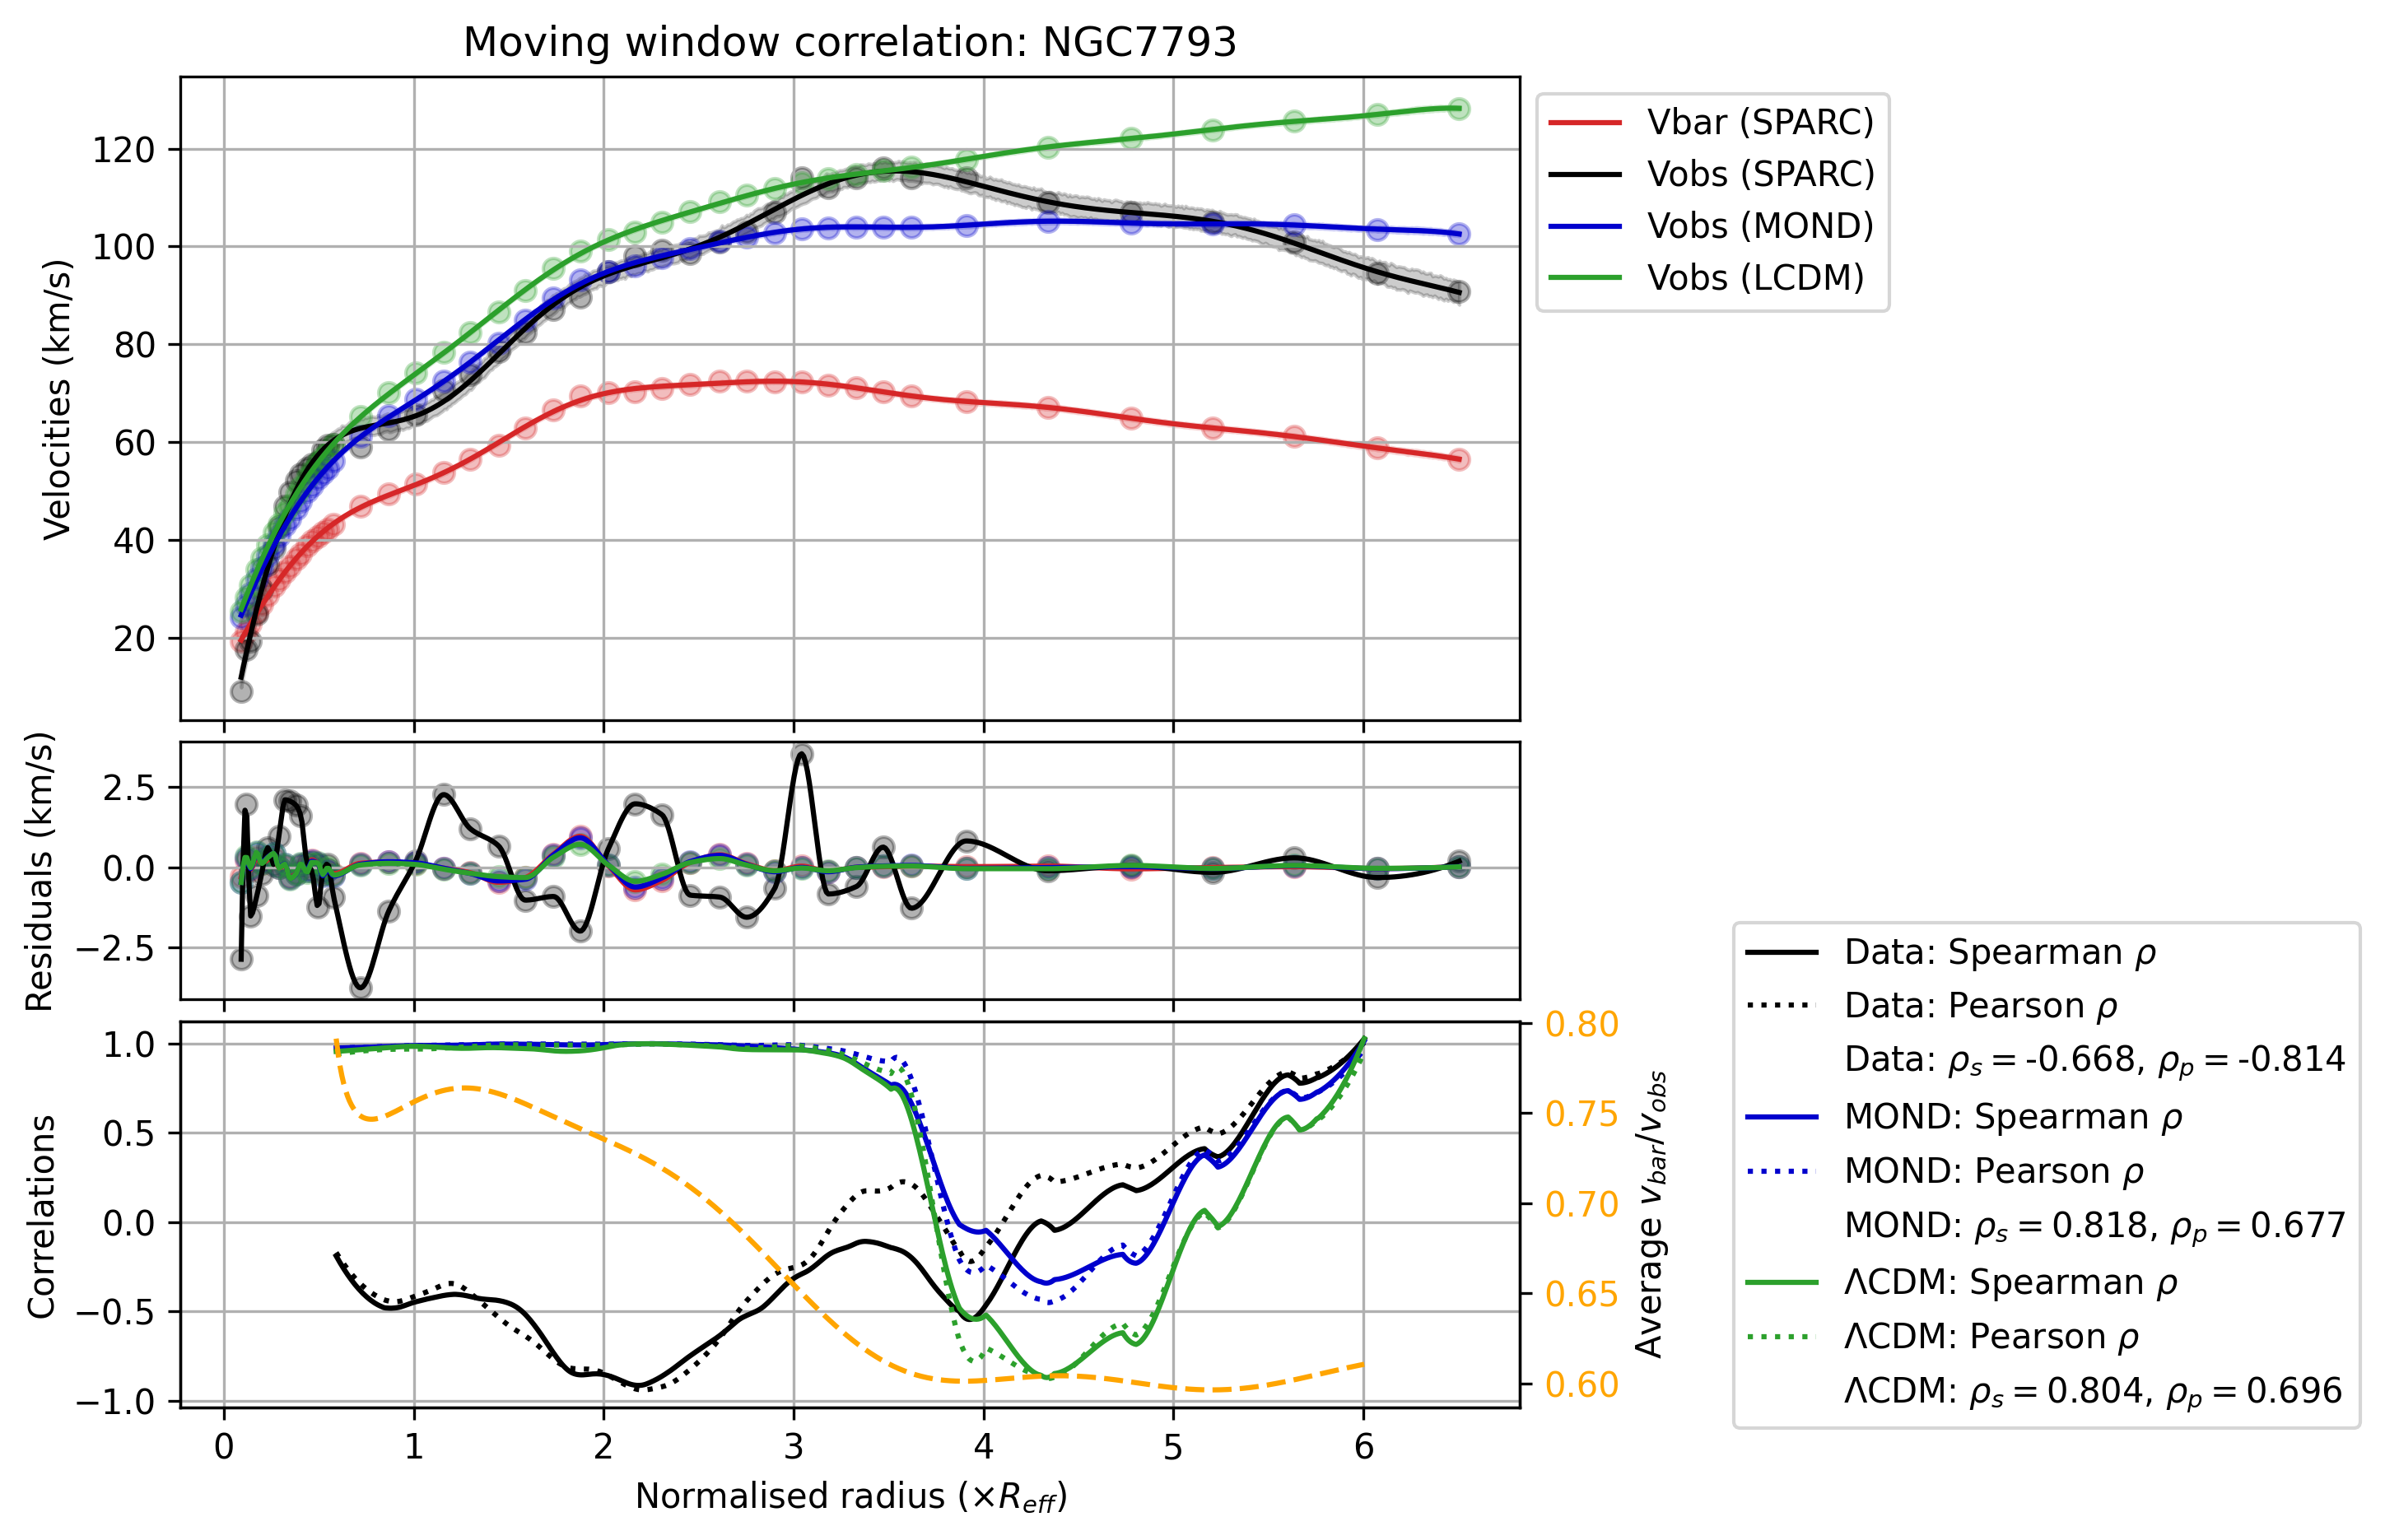 Moving window correlation: NGC7793
Velocities (km/s)
120
100
80
60
40
20
Vbar (SPARC)
Vobs (SPARC)
Vobs (MOND)
Vobs (LCDM)
Residuals (km/s)
2.5
0.0
−2.5
Correlations
1.0
0.5
0.0
−0.5
−1.0
0.80
0.75
0.70
0.65
0.60
Average v_bar/v_obs
0 1 2 3 4 5 6
Normalised radius (×R_eff)
Data: Spearman ρ
Data: Pearson ρ
Data: ρ_s = -0.668, ρ_p = -0.814
MOND: Spearman ρ
MOND: Pearson ρ
MOND: ρ_s = 0.818, ρ_p = 0.677
ΛCDM: Spearman ρ
ΛCDM: Pearson ρ
ΛCDM: ρ_s = 0.804, ρ_p = 0.696